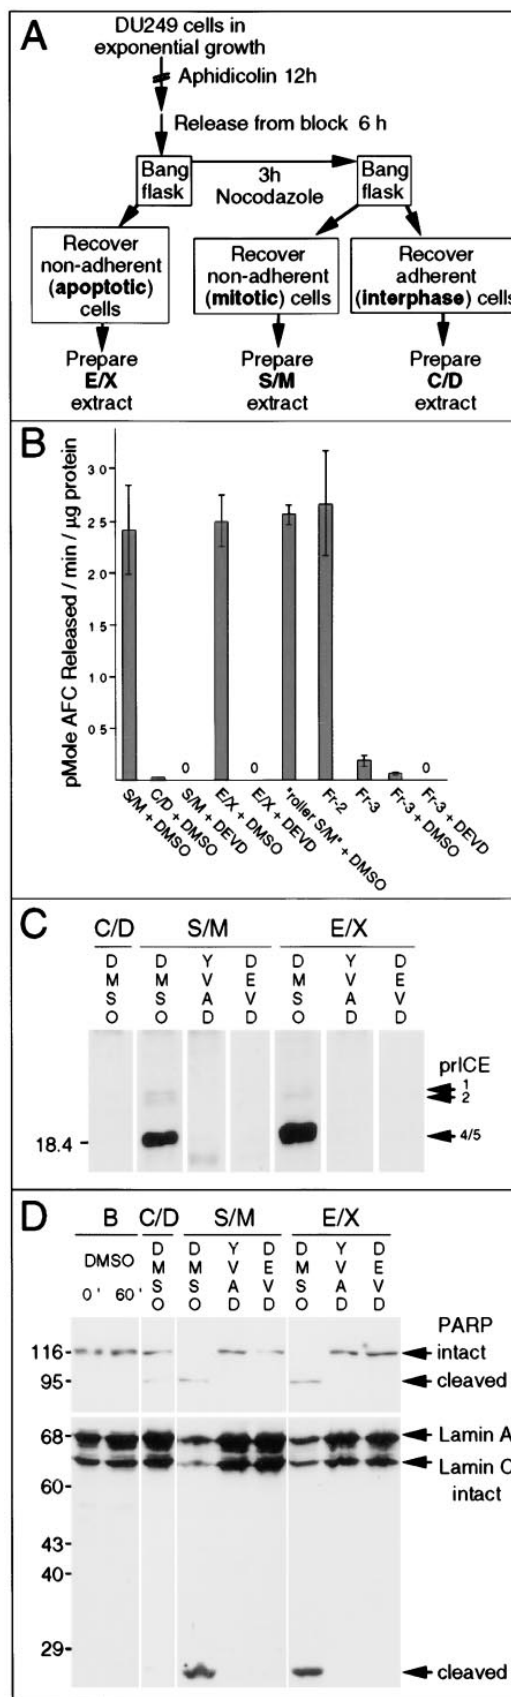 A
DU249 cells in
exponential growth
Aphidicolin 12h
Release from block 6 h
Bang
flask
3h
Nocodazole
Bang
flask
Recover
non-adherent
(apoptotic)
cells
Recover
non-adherent
(mitotic) cells
Recover
adherent
(interphase) cells
Prepare
E/X
extract
Prepare
S/M
extract
Prepare
C/D
extract
B
pMole AFC Released / min / µg protein
3 0
2 5
2 0
1 5
1 0
0 5
0
0
0
S/M + DMSO
C/D + DMSO
S/M + DEVD
E/X + DMSO
E/X + DEVD
"roller S/M" + DMSO
Fr-2
Fr-3
Fr-3 + DMSO
Fr-3 + DEVD
C
C/D S/M E/X
DMSO DMSO YVAD DEVD DMSO YVAD DEVD
prICE
1
2
18.4
4/5
D
B C/D S/M E/X
DMSO
0 ' 60 '
DMSO DMSO YVAD DEVD DMSO YVAD DEVD
PARP
116 intact
95 cleaved
68 Lamin A
Lamin C
60 intact
43
40
29
cleaved